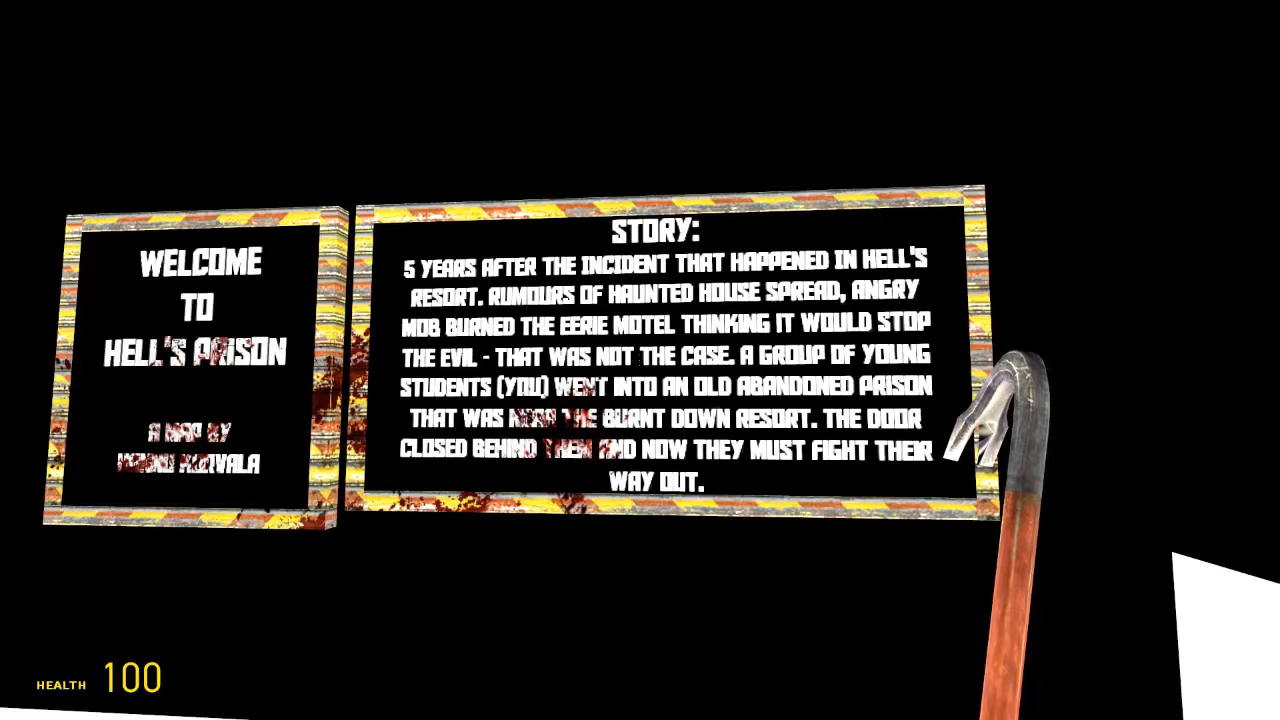 WELCOME
TO
HELL'S PRISON
A MAP BY
STORY:
5 YEARS AFTER THE INCIDENT THAT HAPPENED IN HELL'S
RESORT. RUMOURS OF HAUNTED HOUSE SPREAD, ANGRY
MOB BURNED THE EERIE MOTEL THINKING IT WOULD STOP
THE EVIL - THAT WAS NOT THE CASE. A GROUP OF YOUNG
STUDENTS (YOU) WENT INTO AN OLD ABANDONED PRISON
THAT WAS NEAR THE BURNT DOWN RESORT. THE DOOR
CLOSED BEHIND THEM AND NOW THEY MUST FIGHT THEIR
WAY OUT.
HEALTH 100